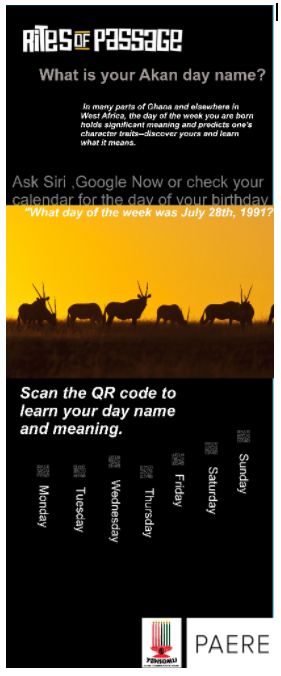 RiTES OF PASSAGE
What is your Akan day name?
In many parts of Ghana and elsewhere in
West Africa, the day of the week you are born
holds significant meaning and predicts one's
character traits—discover yours and learn
what it means.
Ask Siri ,Google Now or check your
calendar for the day of your birthday
"What day of the week was July 28th, 1991?
Scan the QR code to
learn your day name
and meaning.
Monday
Tuesday
Wednesday
Thursday
Friday
Saturday
Sunday
PAERE